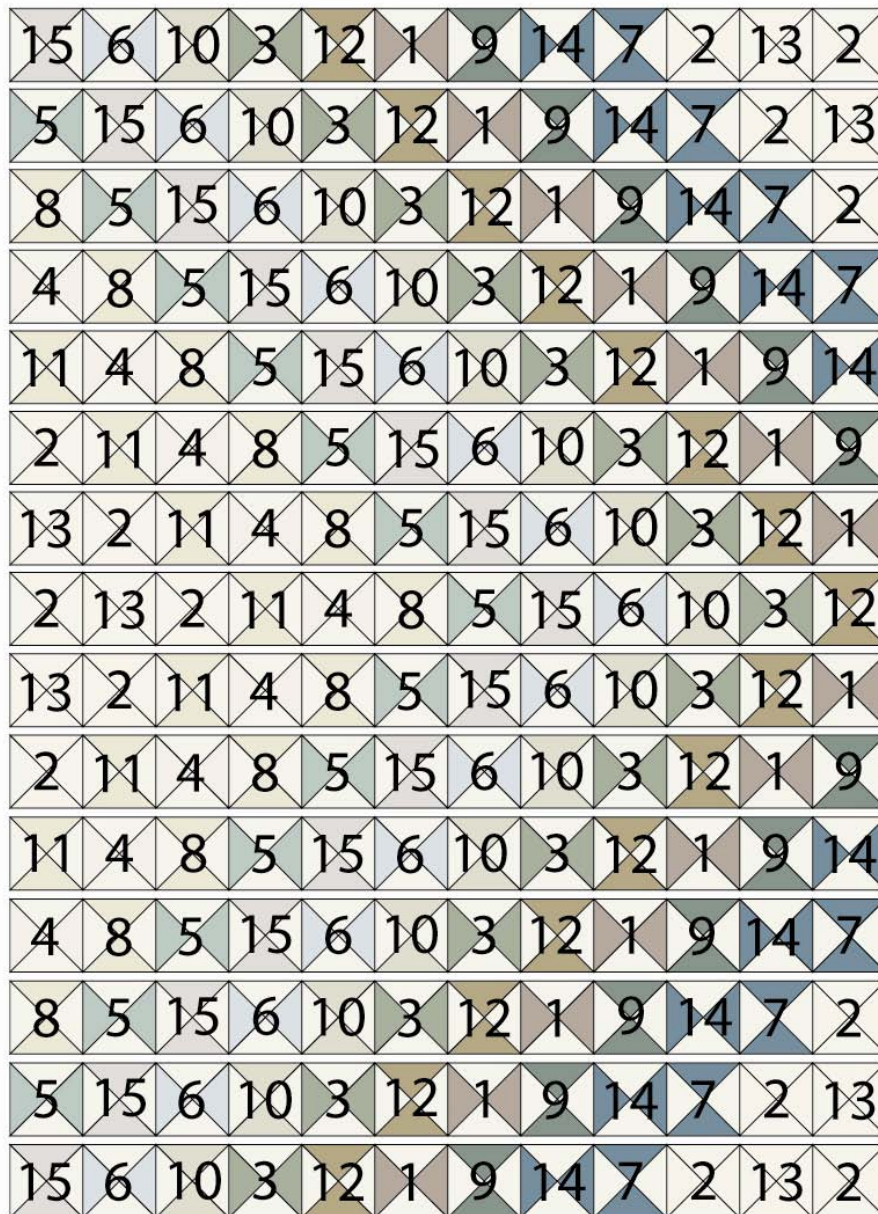 15 6 10 3 12 1 9 14 7 2 13 2
5 15 6 10 3 12 1 9 14 7 2 13
8 5 15 6 10 3 12 1 9 14 7 2
4 8 5 15 6 10 3 12 1 9 14 7
11 4 8 5 15 6 10 3 12 1 9 14
2 11 4 8 5 15 6 10 3 12 1 9
13 2 11 4 8 5 15 6 10 3 12 1
2 13 2 11 4 8 5 15 6 10 3 12
13 2 11 4 8 5 15 6 10 3 12 1
2 11 4 8 5 15 6 10 3 12 1 9
11 4 8 5 15 6 10 3 12 1 9 14
4 8 5 15 6 10 3 12 1 9 14 7
8 5 15 6 10 3 12 1 9 14 7 2
5 15 6 10 3 12 1 9 14 7 2 13
15 6 10 3 12 1 9 14 7 2 13 2